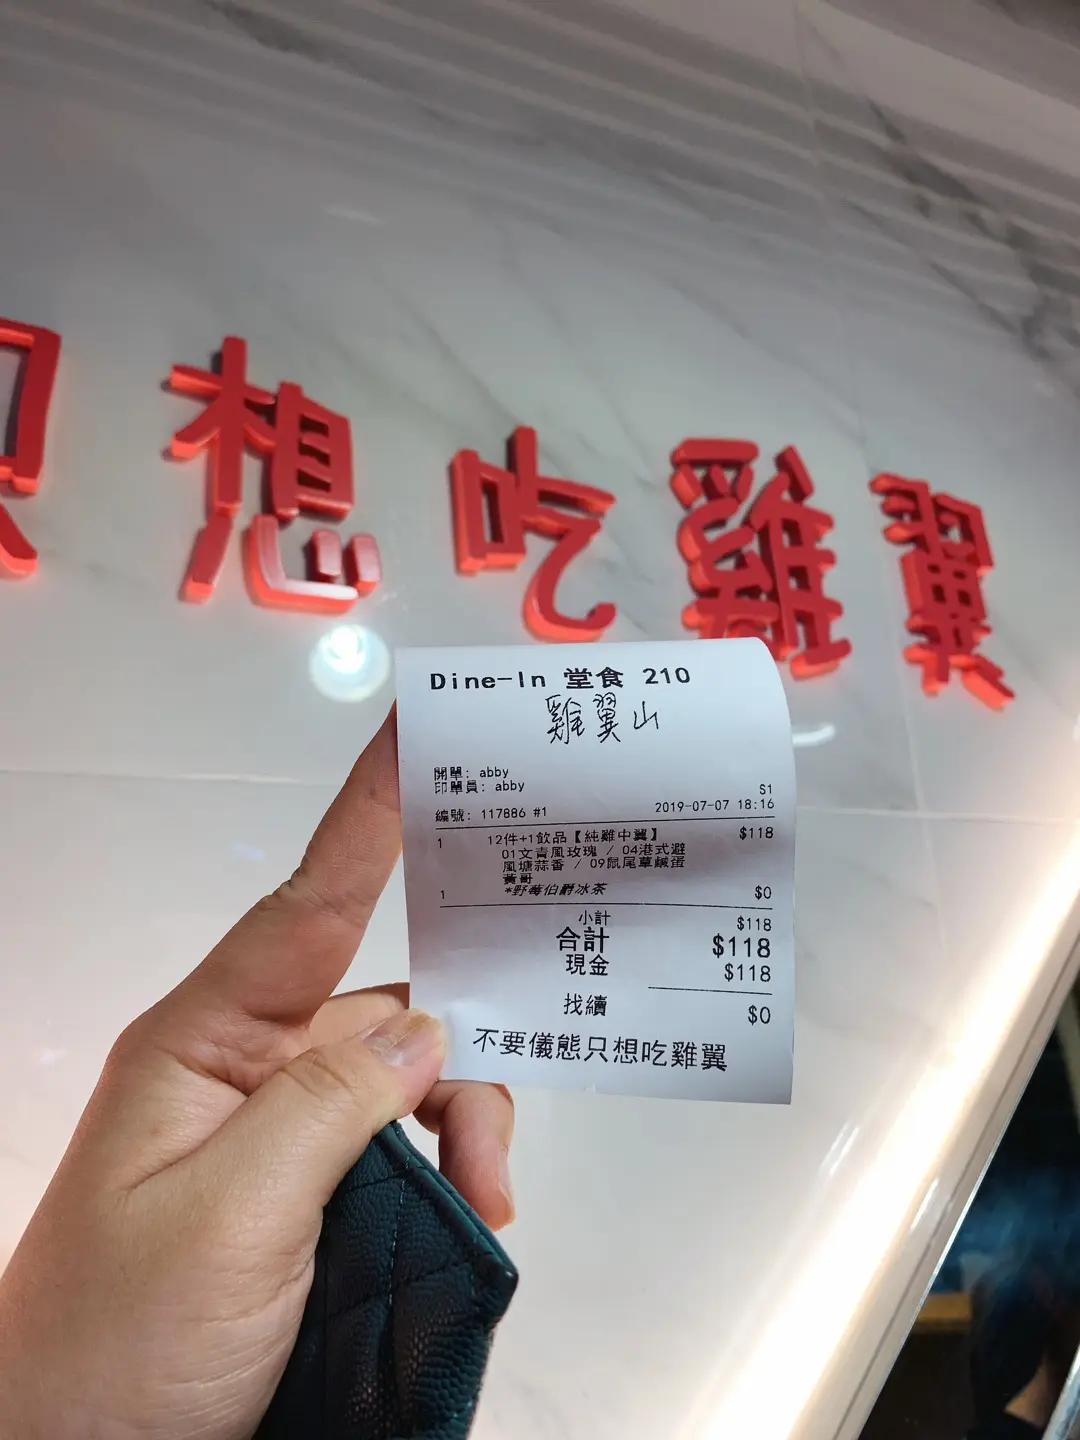 只想吃雞翼
Dine-In 堂食 210
雞翼山
開單: abby
印單員: abby
S1
編號: 117886 #1 2019-07-07 18:16
1 12件+1飲品【純雞中翼】 $118
01文青風玫瑰 / 04港式避
風塘蒜香 / 09鼠尾草鹹蛋
黃哥
1 *野莓伯爵冰茶 $0
小計 $118
合計 $118
現金 $118
找續 $0
不要儀態只想吃雞翼